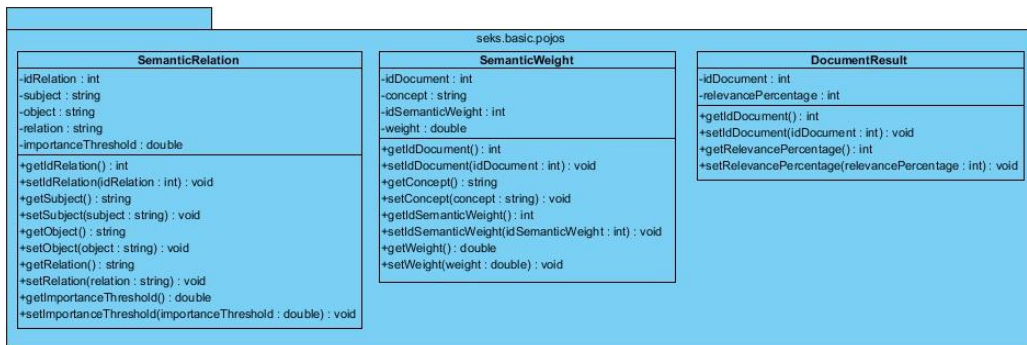 seks.basic.pojos
SemanticRelation
-idRelation : int
-subject : string
-object : string
-relation : string
-importanceThreshold : double
+getIdRelation() : int
+setIdRelation(idRelation : int) : void
+getSubject() : string
+setSubject(subject : string) : void
+getObject() : string
+setObject(object : string) : void
+getRelation() : string
+setRelation(relation : string) : void
+getImportanceThreshold() : double
+setImportanceThreshold(importanceThreshold : double) : void
SemanticWeight
-idDocument : int
-concept : string
-idSemanticWeight : int
-weight : double
+getIdDocument() : int
+setIdDocument(idDocument : int) : void
+getConcept() : string
+setConcept(concept : string) : void
+getIdSemanticWeight() : int
+setIdSemanticWeight(idSemanticWeight : int) : void
+getWeight() : double
+setWeight(weight : double) : void
DocumentResult
-idDocument : int
-relevancePercentage : int
+getIdDocument() : int
+setIdDocument(idDocument : int) : void
+getRelevancePercentage() : int
+setRelevancePercentage(relevancePercentage : int) : void